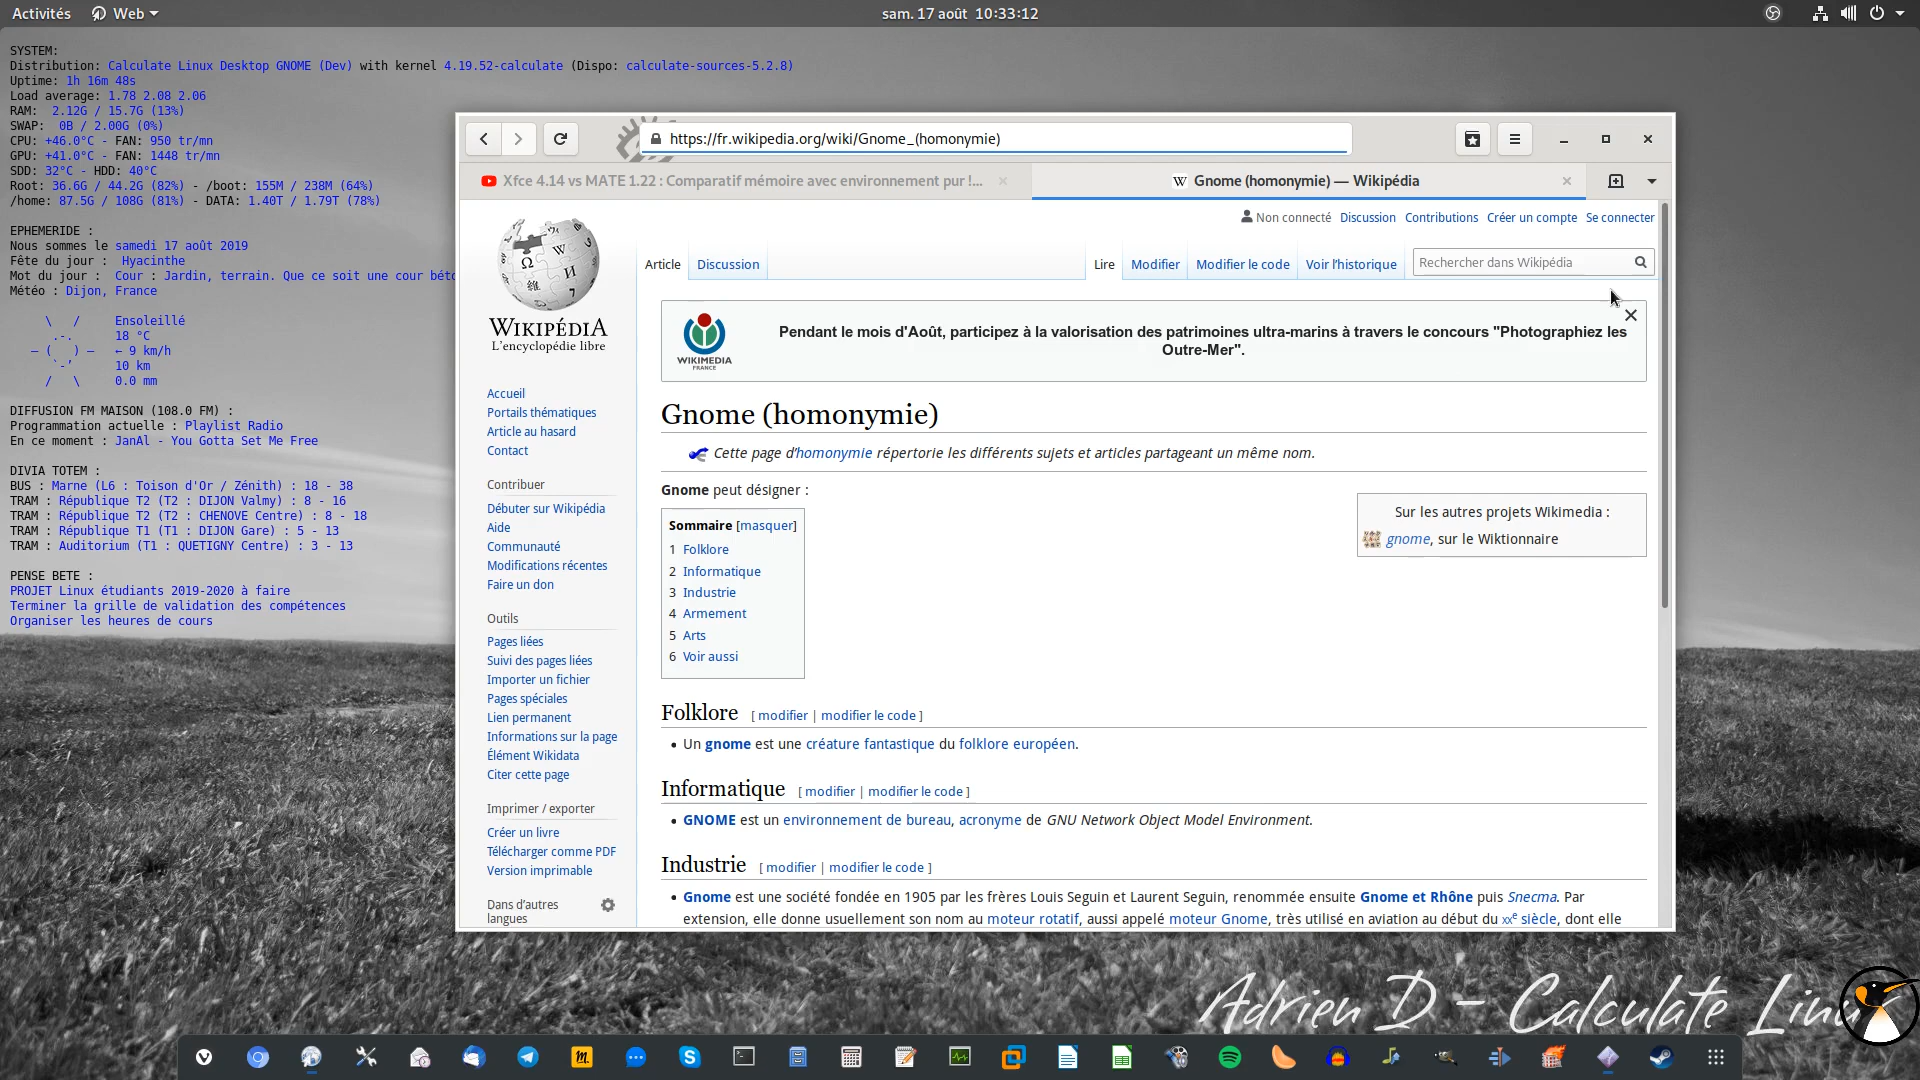 Activités
Web
sam. 17 août 10:33:12
SYSTEM:
Distribution: Calculate Linux Desktop GNOME (Dev) with kernel 4.19.52-calculate (Dispo: calculate-sources-5.2.8)
Uptime: 1h 16m 48s
Load average: 1.78 2.08 2.06
RAM: 2.12G / 15.7G (13%)
SWAP: 0B / 2.00G (0%)
CPU: +46.0°C - FAN: 950 tr/mn
GPU: +41.0°C - FAN: 1448 tr/mn
SDD: 32°C - HDD: 40°C
Root: 36.6G / 44.2G (82%) - /boot: 155M / 238M (64%)
/home: 87.5G / 108G (81%) - DATA: 1.40T / 1.79T (78%)
EPHEMERIDE :
Nous sommes le samedi 17 août 2019
Fête du jour : Hyacinthe
Mot du jour : Cour : Jardin, terrain. Que ce soit une cour béto
Météo : Dijon, France
Ensoleillé
18 °C
← 9 km/h
10 km
0.0 mm
DIFFUSION FM MAISON (108.0 FM) :
Programmation actuelle : Playlist Radio
En ce moment : JanAl - You Gotta Set Me Free
DIVIA TOTEM :
BUS : Marne (L6 : Toison d'Or / Zénith) : 18 - 38
TRAM : République T2 (T2 : DIJON Valmy) : 8 - 16
TRAM : République T2 (T2 : CHENOVE Centre) : 8 - 18
TRAM : République T1 (T1 : DIJON Gare) : 5 - 13
TRAM : Auditorium (T1 : QUETIGNY Centre) : 3 - 13
PENSE BETE :
PROJET Linux étudiants 2019-2020 à faire
Terminer la grille de validation des compétences
Organiser les heures de cours
https://fr.wikipedia.org/wiki/Gnome_(homonymie)
Xfce 4.14 vs MATE 1.22 : Comparatif mémoire avec environnement pur !...
Gnome (homonymie) — Wikipédia
Non connecté Discussion Contributions Créer un compte Se connecter
Article Discussion
Lire Modifier Modifier le code Voir l'historique
Rechercher dans Wikipédia
WIKIPÉDIA
L'encyclopédie libre
Accueil
Portails thématiques
Article au hasard
Contact
Contribuer
Débuter sur Wikipédia
Aide
Communauté
Modifications récentes
Faire un don
Outils
Pages liées
Suivi des pages liées
Importer un fichier
Pages spéciales
Lien permanent
Informations sur la page
Élément Wikidata
Citer cette page
Imprimer / exporter
Créer un livre
Télécharger comme PDF
Version imprimable
Dans d'autres
langues
WIKIMEDIA
FRANCE
Pendant le mois d'Août, participez à la valorisation des patrimoines ultra-marins à travers le concours "Photographiez les
Outre-Mer".
Gnome (homonymie)
Cette page d'homonymie répertorie les différents sujets et articles partageant un même nom.
Gnome peut désigner :
Sommaire [masquer]
1 Folklore
2 Informatique
3 Industrie
4 Armement
5 Arts
6 Voir aussi
Sur les autres projets Wikimedia :
gnome, sur le Wiktionnaire
Folklore [ modifier | modifier le code ]
• Un gnome est une créature fantastique du folklore européen.
Informatique [ modifier | modifier le code ]
• GNOME est un environnement de bureau, acronyme de GNU Network Object Model Environment.
Industrie [ modifier | modifier le code ]
• Gnome est une société fondée en 1905 par les frères Louis Seguin et Laurent Seguin, renommée ensuite Gnome et Rhône puis Snecma. Par
extension, elle donne usuellement son nom au moteur rotatif, aussi appelé moteur Gnome, très utilisé en aviation au début du XXe siècle, dont elle
Adrien D - Calculate Linux